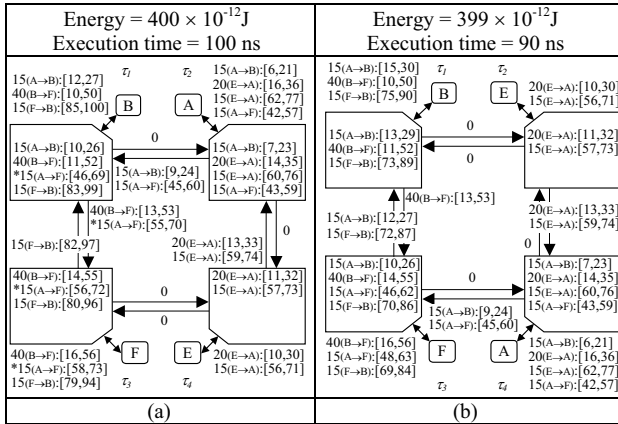 Energy = 400 × 10⁻¹²J
Execution time = 100 ns
15(A→B):[12,27]
40(B→F):[10,50]
15(F→B):[85,100]
τ1
B
τ2
A
15(A→B):[6,21]
20(E→A):[16,36]
15(E→A):[62,77]
15(A→F):[42,57]
15(A→B):[10,26]
40(B→F):[11,52]
*15(A→F):[46,69]
15(F→B):[83,99]
0
15(A→B):[9,24]
15(A→F):[45,60]
15(A→B):[7,23]
20(E→A):[14,35]
15(E→A):[60,76]
15(A→F):[43,59]
40(B→F):[13,53]
*15(A→F):[55,70]
15(F→B):[82,97]
20(E→A):[13,33]
15(E→A):[59,74]
0
40(B→F):[14,55]
*15(A→F):[56,72]
15(F→B):[80,96]
0
0
20(E→A):[11,32]
15(E→A):[57,73]
F
E
40(B→F):[16,56]
*15(A→F):[58,73]
15(F→B):[79,94]
τ3
τ4
20(E→A):[10,30]
15(E→A):[56,71]
(a)
Energy = 399 × 10⁻¹²J
Execution time = 90 ns
15(A→B):[15,30]
40(B→F):[10,50]
15(F→B):[75,90]
τ1
B
τ2
E
20(E→A):[10,30]
15(E→A):[56,71]
15(A→B):[13,29]
40(B→F):[11,52]
15(F→B):[73,89]
0
0
20(E→A):[11,32]
15(E→A):[57,73]
40(B→F):[13,53]
15(A→B):[12,27]
15(F→B):[72,87]
20(E→A):[13,33]
15(E→A):[59,74]
0
15(A→B):[10,26]
40(B→F):[14,55]
15(A→F):[46,62]
15(F→B):[70,86]
0
15(A→B):[9,24]
15(A→F):[45,60]
15(A→B):[7,23]
20(E→A):[14,35]
15(E→A):[60,76]
15(A→F):[43,59]
F
A
40(B→F):[16,56]
15(A→F):[48,63]
15(F→B):[69,84]
τ3
τ4
15(A→B):[6,21]
20(E→A):[16,36]
15(E→A):[62,77]
15(A→F):[42,57]
(b)